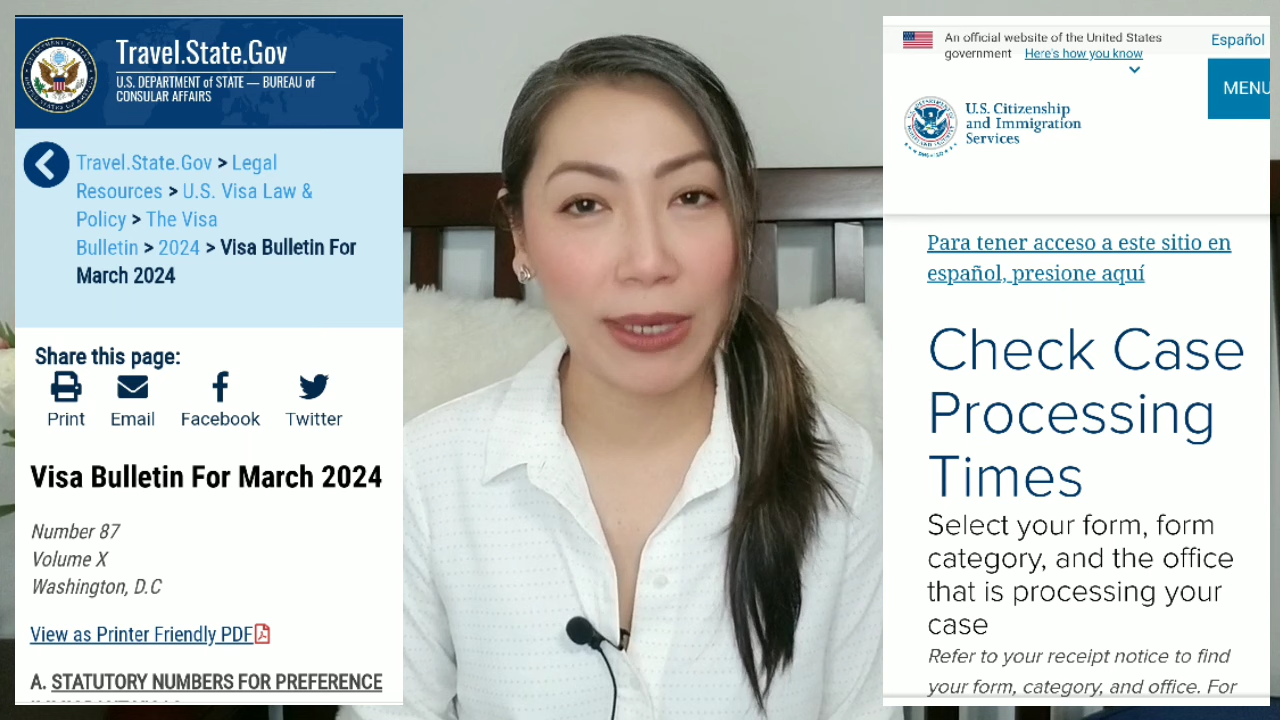 Travel.State.Gov
U.S. DEPARTMENT of STATE — BUREAU of
CONSULAR AFFAIRS
Travel.State.Gov > Legal
Resources > U.S. Visa Law &
Policy > The Visa
Bulletin > 2024 > Visa Bulletin For
March 2024
Share this page:
Print Email Facebook Twitter
Visa Bulletin For March 2024
Number 87
Volume X
Washington, D.C
View as Printer Friendly PDF
A. STATUTORY NUMBERS FOR PREFERENCE
An official website of the United States
government Here's how you know
Español
MENU
U.S. Citizenship
and Immigration
Services
Para tener acceso a este sitio en
español, presione aquí
Check Case
Processing
Times
Select your form, form
category, and the office
that is processing your
case
Refer to your receipt notice to find
your form, category, and office. For